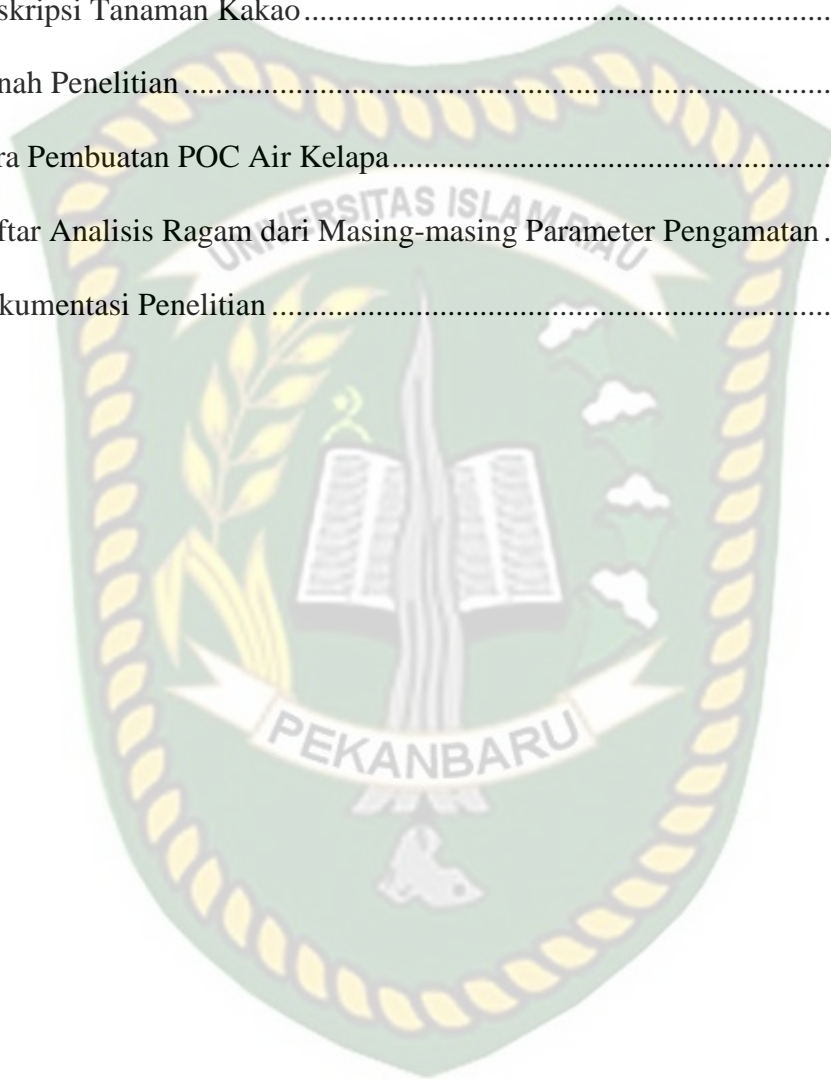 skripsi Tanaman Kakao................................................................................
nah Penelitian................................................................................
ra Pembuatan POC Air Kelapa................................................................................
ftar Analisis Ragam dari Masing-masing Parameter Pengamatan .
kumentasi Penelitian................................................................................
UNIVERSITAS ISLAM RIAU
PEKANBARU